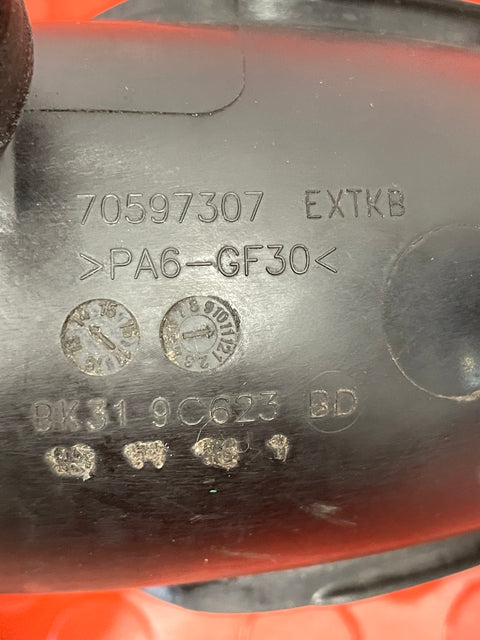 70597307 EXTKB
>PA6-GF30<
BK31 9C623 BD